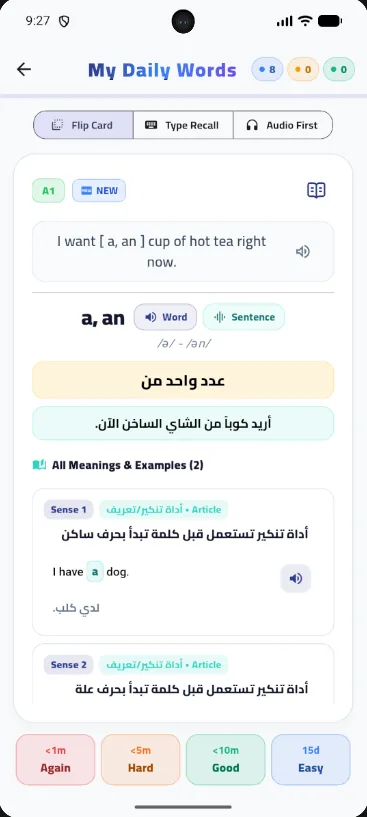 9:27
My Daily Words
8
0
0
Flip Card
Type Recall
Audio First
A1
NEW
I want [ a, an ] cup of hot tea right
now.
a, an
Word
Sentence
/ə/ - /ən/
عدد واحد من
أريد كوباً من الشاي الساخن الآن.
All Meanings & Examples (2)
Sense 1
أداة تنكير/تعريف • Article
أداة تنكير تستعمل قبل كلمة تبدأ بحرف ساكن
I have a dog.
لدي كلب.
Sense 2
أداة تنكير/تعريف • Article
أداة تنكير تستعمل قبل كلمة تبدأ بحرف علة
<1m
Again
<5m
Hard
<10m
Good
15d
Easy